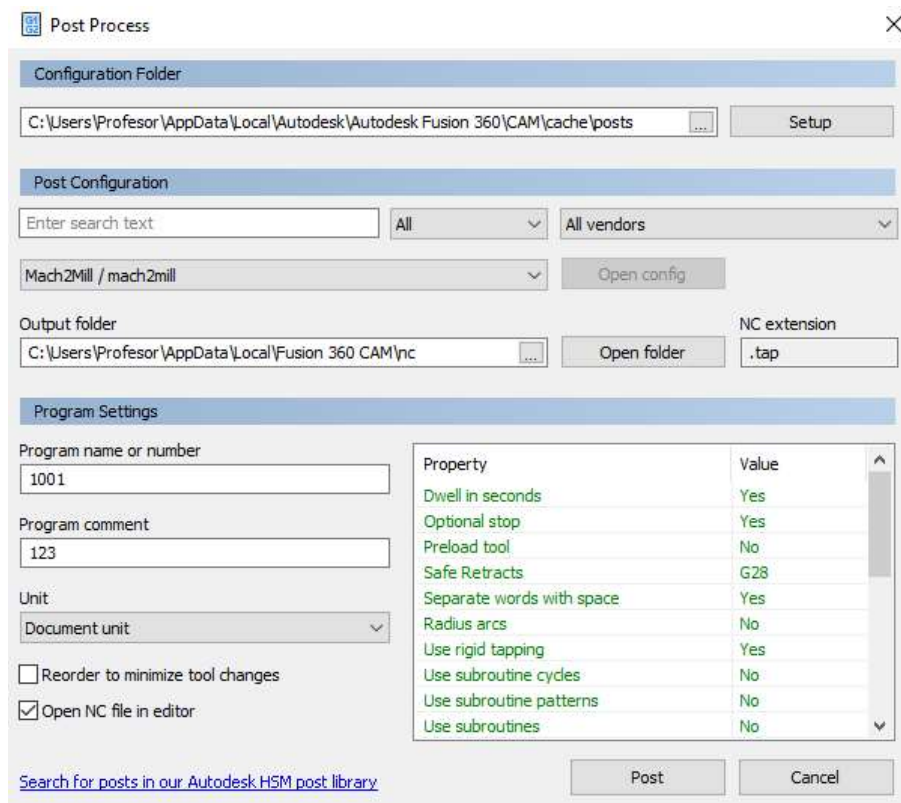 G1
G2
Post Process
Configuration Folder
C:\Users\Profesor\AppData\Local\Autodesk\Autodesk Fusion 360\CAM\cache\posts ... Setup
Post Configuration
Enter search text All All vendors
Mach2Mill / mach2mill Open config
Output folder NC extension
C:\Users\Profesor\AppData\Local\Fusion 360 CAM\nc ... Open folder .tap
Program Settings
Program name or number
1001
Program comment
123
Unit
Document unit
Reorder to minimize tool changes
Open NC file in editor
Property Value
Dwell in seconds Yes
Optional stop Yes
Preload tool No
Safe Retracts G28
Separate words with space Yes
Radius arcs No
Use rigid tapping Yes
Use subroutine cycles No
Use subroutine patterns No
Use subroutines No
Search for posts in our Autodesk HSM post library
Post Cancel